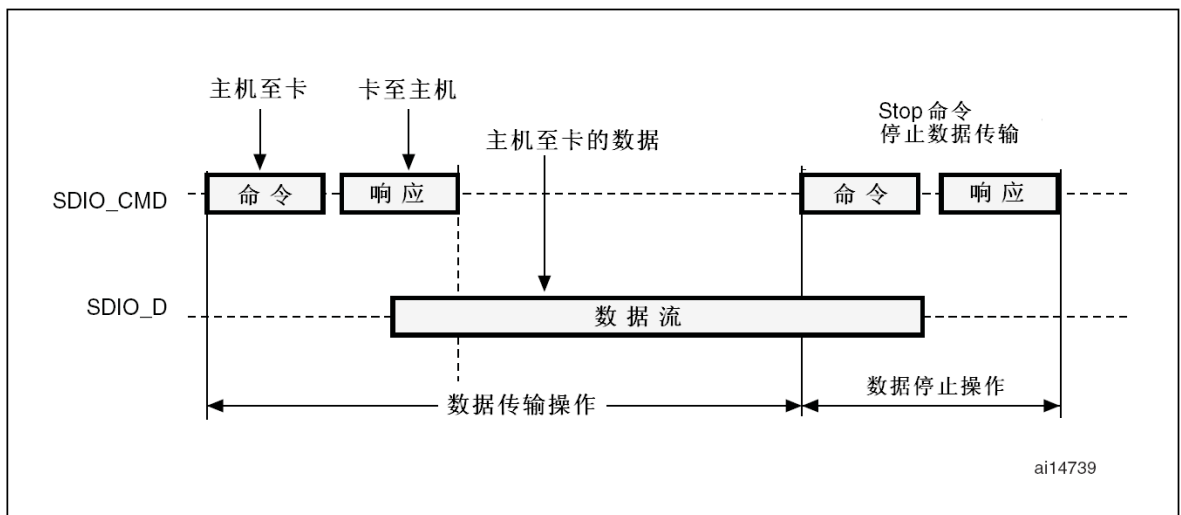 主机至卡
卡至主机
主机至卡的数据
Stop 命令
停止数据传输
SDIO_CMD
命令
响应
命令
响应
SDIO_D
数据流
数据传输操作
数据停止操作
ai14739